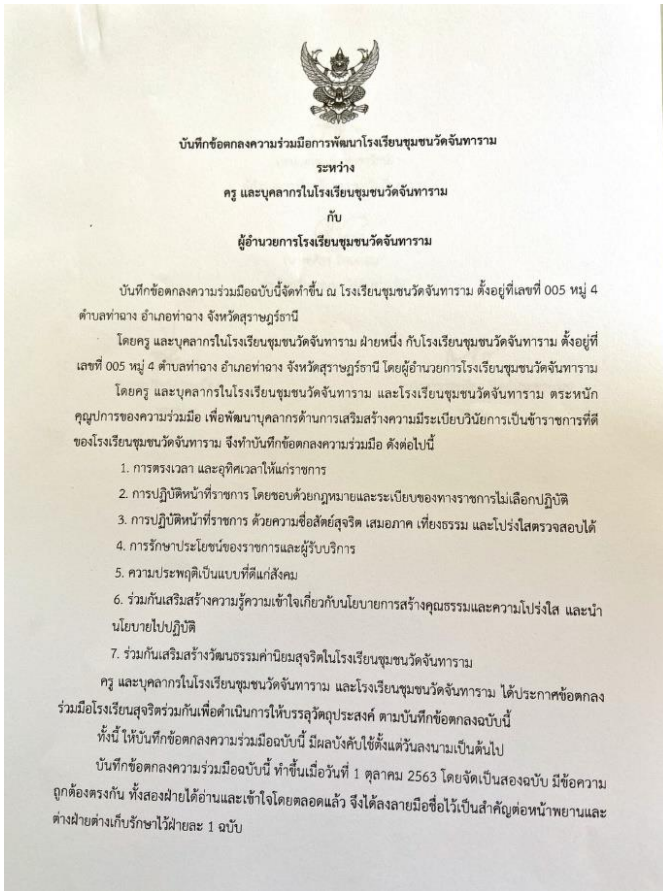 บันทึกข้อตกลงความร่วมมือการพัฒนาโรงเรียนชุมชนวัดจันทาราม
ระหว่าง
ครู และบุคลากรในโรงเรียนชุมชนวัดจันทาราม
กับ
ผู้อำนวยการโรงเรียนชุมชนวัดจันทาราม
บันทึกข้อตกลงความร่วมมือฉบับนี้จัดทำขึ้น ณ โรงเรียนชุมชนวัดจันทาราม ตั้งอยู่ที่เลขที่ 005 หมู่ 4
ตำบลท่าฉาง อำเภอท่าฉาง จังหวัดสุราษฎร์ธานี
โดยครู และบุคลากรในโรงเรียนชุมชนวัดจันทาราม ฝ่ายหนึ่ง กับโรงเรียนชุมชนวัดจันทาราม ตั้งอยู่ที่
เลขที่ 005 หมู่ 4 ตำบลท่าฉาง อำเภอท่าฉาง จังหวัดสุราษฎร์ธานี โดยผู้อำนวยการโรงเรียนชุมชนวัดจันทาราม
โดยครู และบุคลากรในโรงเรียนชุมชนวัดจันทาราม และโรงเรียนชุมชนวัดจันทาราม ตระหนัก
คุณูปการของความร่วมมือ เพื่อพัฒนาบุคลากรด้านการเสริมสร้างความมีระเบียบวินัยการเป็นข้าราชการที่ดี
ของโรงเรียนชุมชนวัดจันทาราม จึงทำบันทึกข้อตกลงความร่วมมือ ดังต่อไปนี้
1. การตรงเวลา และอุทิศเวลาให้แก่ราชการ
2. การปฏิบัติหน้าที่ราชการ โดยชอบด้วยกฎหมายและระเบียบของทางราชการไม่เลือกปฏิบัติ
3. การปฏิบัติหน้าที่ราชการ ด้วยความซื่อสัตย์สุจริต เสมอภาค เที่ยงธรรม และโปร่งใสตรวจสอบได้
4. การรักษาประโยชน์ของราชการและผู้รับบริการ
5. ความประพฤติเป็นแบบที่ดีแก่สังคม
6. ร่วมกันเสริมสร้างความรู้ความเข้าใจเกี่ยวกับนโยบายการสร้างคุณธรรมและความโปร่งใส และนำ
นโยบายไปปฏิบัติ
7. ร่วมกันเสริมสร้างวัฒนธรรมค่านิยมสุจริตในโรงเรียนชุมชนวัดจันทาราม
ครู และบุคลากรในโรงเรียนชุมชนวัดจันทาราม และโรงเรียนชุมชนวัดจันทาราม ได้ประกาศข้อตกลง
ร่วมมือโรงเรียนสุจริตร่วมกันเพื่อดำเนินการให้บรรลุวัตถุประสงค์ ตามบันทึกข้อตกลงฉบับนี้
ทั้งนี้ ให้บันทึกข้อตกลงความร่วมมือฉบับนี้ มีผลบังคับใช้ตั้งแต่วันลงนามเป็นต้นไป
บันทึกข้อตกลงความร่วมมือฉบับนี้ ทำขึ้นเมื่อวันที่ 1 ตุลาคม 2563 โดยจัดเป็นสองฉบับ มีข้อความ
ถูกต้องตรงกัน ทั้งสองฝ่ายได้อ่านและเข้าใจโดยตลอดแล้ว จึงได้ลงลายมือชื่อไว้เป็นสำคัญต่อหน้าพยานและ
ต่างฝ่ายต่างเก็บรักษาไว้ฝ่ายละ 1 ฉบับ